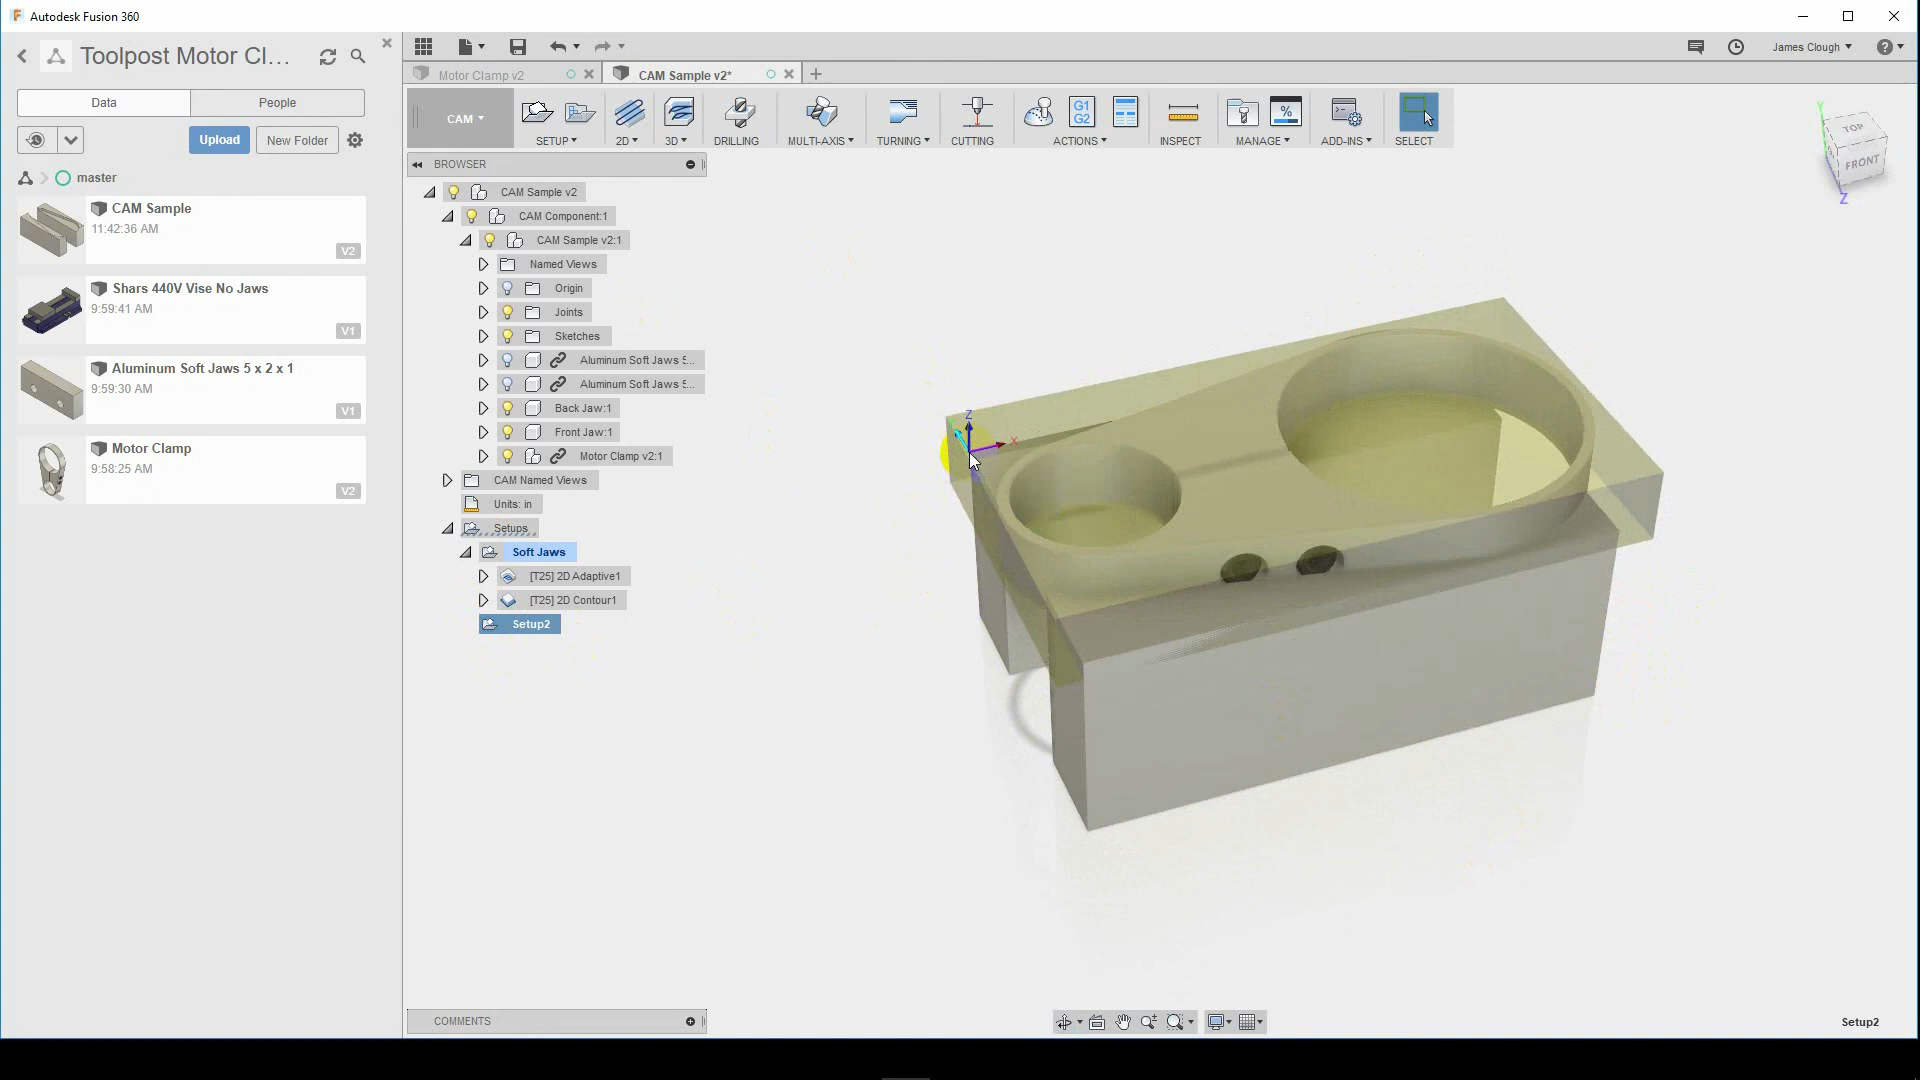 Autodesk Fusion 360
Toolpost Motor Cl...
James Clough
Motor Clamp v2
CAM Sample v2*
Data
People
CAM
SETUP
2D
3D
DRILLING
MULTI-AXIS
TURNING
CUTTING
G1
G2
ACTIONS
INSPECT
%
MANAGE
ADD-INS
SELECT
Upload
New Folder
TOP
FRONT
Y
Z
BROWSER
master
CAM Sample
11:42:36 AM
V2
Shars 440V Vise No Jaws
9:59:41 AM
V1
Aluminum Soft Jaws 5 x 2 x 1
9:59:30 AM
V1
Motor Clamp
9:58:25 AM
V2
CAM Sample v2
CAM Component:1
CAM Sample v2:1
Named Views
Origin
Joints
Sketches
Aluminum Soft Jaws 5...
Aluminum Soft Jaws 5...
Back Jaw:1
Front Jaw:1
Motor Clamp v2:1
CAM Named Views
Units: in
Setups
Soft Jaws
[T25] 2D Adaptive1
[T25] 2D Contour1
Setup2
Z
X
COMMENTS
Setup2